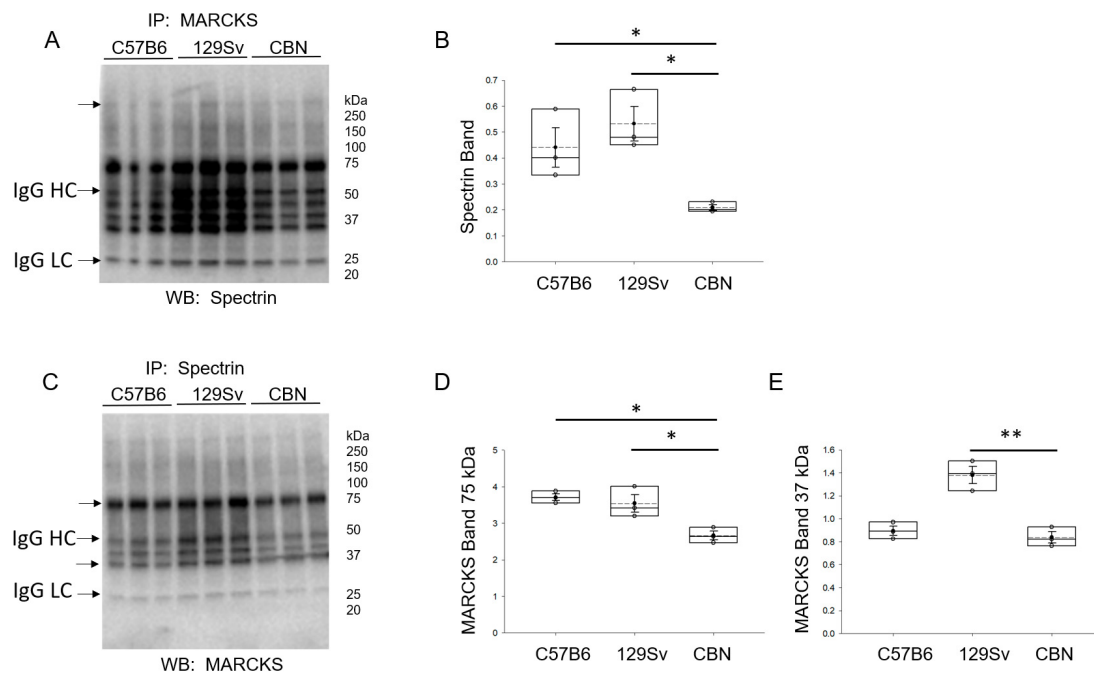 IP: MARCKS
A
C57B6 129Sv CBN
kDa
250
150
100
75
50
37
25
20
IgG HC
IgG LC
WB: Spectrin
B
*
*
Spectrin Band
0.7
0.6
0.5
0.4
0.3
0.2
0.1
0.0
C57B6 129Sv CBN
IP: Spectrin
C
C57B6 129Sv CBN
kDa
250
150
100
75
50
37
25
20
IgG HC
IgG LC
WB: MARCKS
D
*
*
MARCKS Band 75 kDa
5
4
3
2
1
0
C57B6 129Sv CBN
E
**
MARCKS Band 37 kDa
1.6
1.4
1.2
1.0
0.8
0.6
0.4
0.2
0.0
C57B6 129Sv CBN